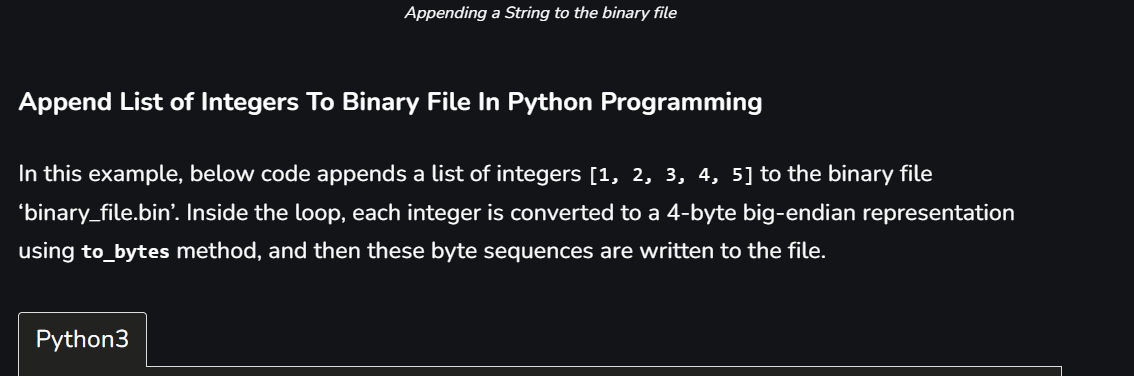 Appending a String to the binary file
Append List of Integers To Binary File In Python Programming
In this example, below code appends a list of integers [1, 2, 3, 4, 5] to the binary file
‘binary_file.bin’. Inside the loop, each integer is converted to a 4-byte big-endian representation
using to_bytes method, and then these byte sequences are written to the file.
Python3